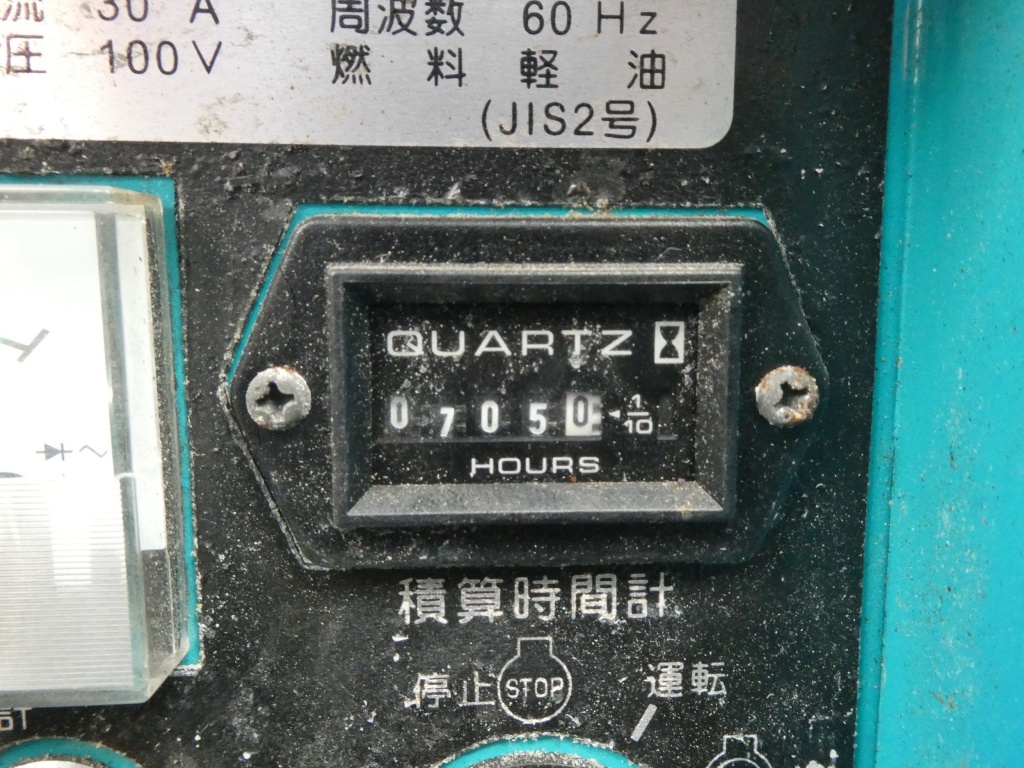 流 30 A 周波数 60 Hz
圧 100V 燃 料 軽 油
(JIS2号)
QUARTZ
07050 1/10
HOURS
積算時間計
停止 STOP 運転
計